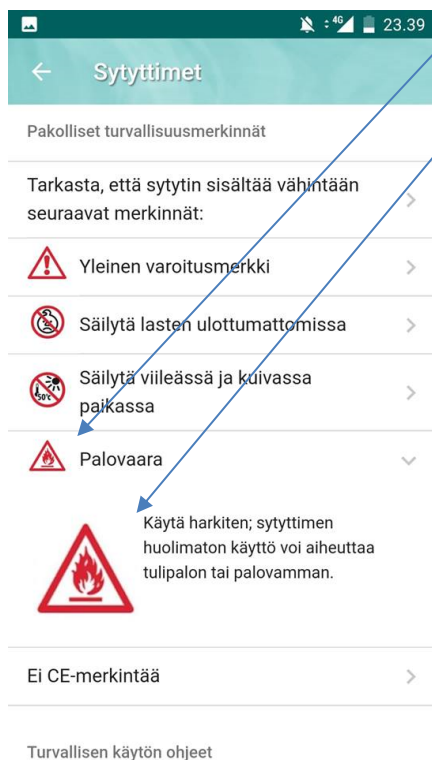 4G 23.39
Sytyttimet
Pakolliset turvallisuusmerkinnät
Tarkasta, että sytytin sisältää vähintään
seuraavat merkinnät:
Yleinen varoitusmerkki
Säilytä lasten ulottumattomissa
50°C
Säilytä viileässä ja kuivassa
paikassa
Palovaara
Käytä harkiten; sytyttimen
huolimaton käyttö voi aiheuttaa
tulipalon tai palovamman.
Ei CE-merkintää
Turvallisen käytön ohjeet